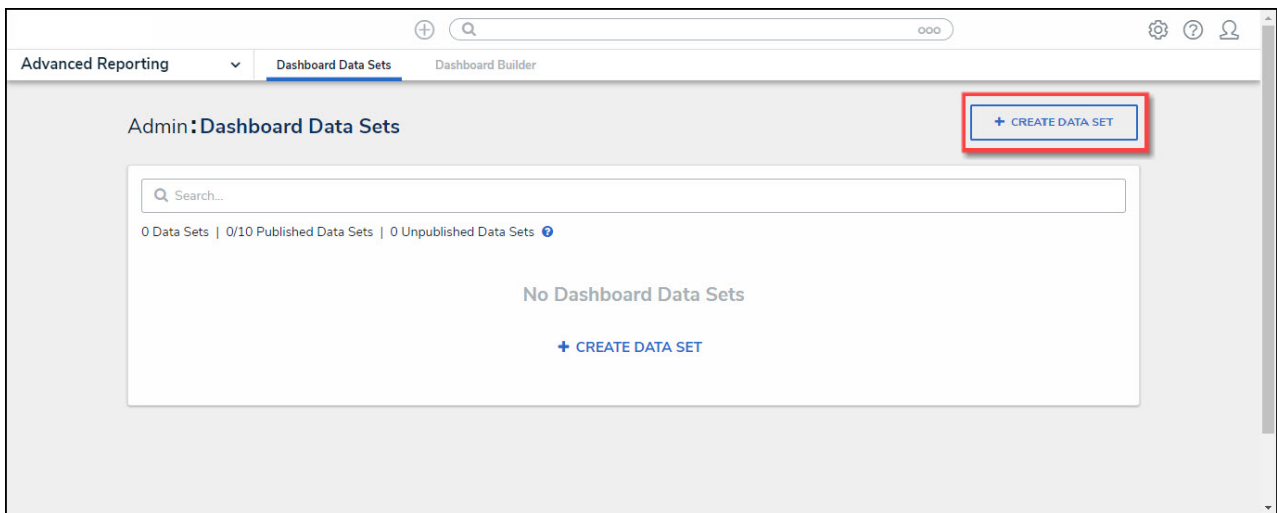 Advanced Reporting
Dashboard Data Sets
Dashboard Builder
Admin:Dashboard Data Sets
+ CREATE DATA SET
Search...
0 Data Sets | 0/10 Published Data Sets | 0 Unpublished Data Sets ?
No Dashboard Data Sets
+ CREATE DATA SET